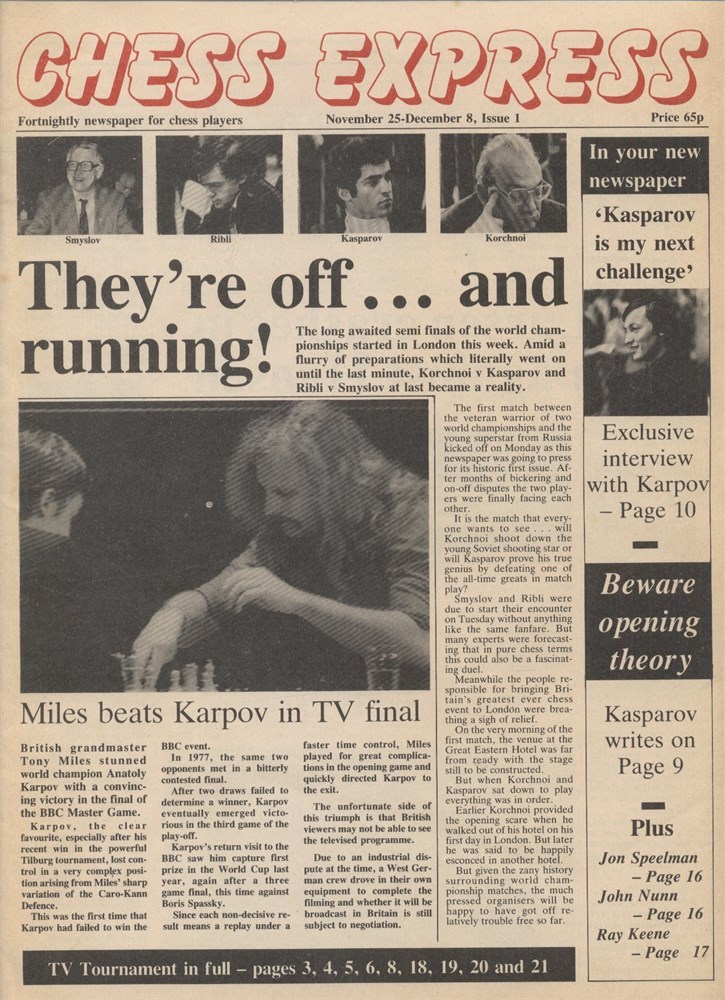 CHESS EXPRESS
Fortnightly newspaper for chess players
November 25-December 8, Issue 1
Price 65p
Smyslov
Ribli
Kasparov
Korchnoi
They're off... and
running!
The long awaited semi finals of the world cham-
pionships started in London this week. Amid a
flurry of preparations which literally went on
until the last minute, Korchnoi v Kasparov and
Ribli v Smyslov at last became a reality.
The first match between
the veteran warrior of two
world championships and the
young superstar from Russia
kicked off on Monday as this
newspaper was going to press
for its historic first issue. Af-
ter months of bickering and
on-off disputes the two play-
ers were finally facing each
other.
It is the match that every-
one wants to see . . . will
Korchnoi shoot down the
young Soviet shooting star or
will Kasparov prove his true
genius by defeating one of
the all-time greats in match
play?
Smyslov and Ribli were
due to start their encounter
on Tuesday without anything
like the same fanfare. But
many experts were forecast-
ing that in pure chess terms
this could also be a fascinat-
ing duel.
Meanwhile the people re-
sponsible for bringing Bri-
tain's greatest ever chess
event to London were brea-
thing a sigh of relief.
On the very morning of the
first match, the venue at the
Great Eastern Hotel was far
from ready with the stage
still to be constructed.
But when Korchnoi and
Kasparov sat down to play
everything was in order.
Earlier Korchnoi provided
the opening scare when he
walked out of his hotel on his
first day in London. But later
he was said to be happily
esconced in another hotel.
But given the zany history
surrounding world cham-
pionship matches, the much
pressed organisers will be
happy to have got off re-
latively trouble free so far.
Miles beats Karpov in TV final
British grandmaster
Tony Miles stunned
world champion Anatoly
Karpov with a convinc-
ing victory in the final of
the BBC Master Game.
Karpov, the clear
favourite, especially after his
recent win in the powerful
Tilburg tournament, lost con-
trol in a very complex posi-
tion arising from Miles' sharp
variation of the Caro-Kann
Defence.
This was the first time that
Karpov had failed to win the
BBC event.
In 1977, the same two
opponents met in a bitterly
contested final.
After two draws failed to
determine a winner, Karpov
eventually emerged victo-
rious in the third game of the
play-off.
Karpov's return visit to the
BBC saw him capture first
prize in the World Cup last
year, again after a three
game final, this time against
Boris Spassky.
Since each non-decisive re-
sult means a replay under a
faster time control, Miles
played for great complica-
tions in the opening game and
quickly directed Karpov to
the exit.
The unfortunate side of
this triumph is that British
viewers may not be able to see
the televised programme.
Due to an industrial dis-
pute at the time, a West Ger-
man crew drove in their own
equipment to complete the
filming and whether it will be
broadcast in Britain is still
subject to negotiation.
TV Tournament in full – pages 3, 4, 5, 6, 8, 18, 19, 20 and 21
In your new
newspaper
'Kasparov
is my next
challenge'
Exclusive
interview
with Karpov
– Page 10
Beware
opening
theory
Kasparov
writes on
Page 9
Plus
Jon Speelman
– Page 16
John Nunn
– Page 16
Ray Keene
– Page 17